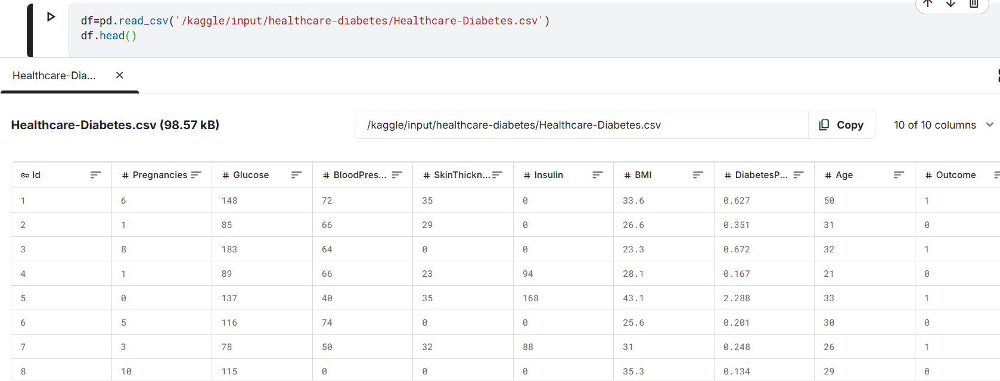 df=pd.read_csv('/kaggle/input/healthcare-diabetes/Healthcare-Diabetes.csv')
df.head()
Healthcare-Dia...
Healthcare-Diabetes.csv (98.57 kB)
/kaggle/input/healthcare-diabetes/Healthcare-Diabetes.csv
Copy
10 of 10 columns
Id # Pregnancies # Glucose # BloodPres... # SkinThickn... # Insulin # BMI # DiabetesP... # Age # Outcome
1 6 148 72 35 0 33.6 0.627 50 1
2 1 85 66 29 0 26.6 0.351 31 0
3 8 183 64 0 0 23.3 0.672 32 1
4 1 89 66 23 94 28.1 0.167 21 0
5 0 137 40 35 168 43.1 2.288 33 1
6 5 116 74 0 0 25.6 0.201 30 0
7 3 78 50 32 88 31 0.248 26 1
8 10 115 0 0 0 35.3 0.134 29 0